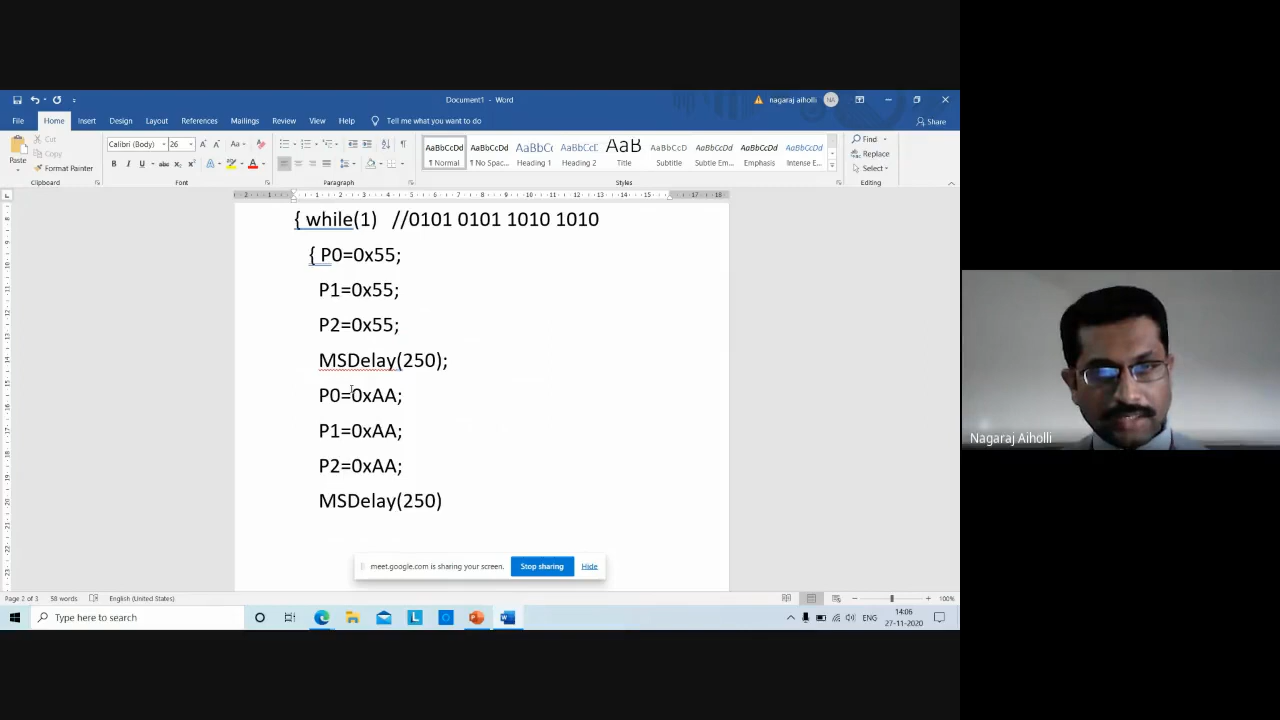 Document1 - Word
nagaraj aiholli
NA
File Home Insert Design Layout References Mailings Review View Help Tell me what you want to do
Share
Paste
Cut
Copy
Format Painter
Clipboard
Calibri (Body) 26
Font
Paragraph
AaBbCcDd AaBbCcDd AaBbCc AaBbCcE AaB AaBbCcD AaBbCcDd AaBbCcDd AaBbCcDd
¶ Normal ¶ No Spac... Heading 1 Heading 2 Title Subtitle Subtle Em... Emphasis Intense E...
Styles
Find
Replace
Select
Editing
{ while(1) //0101 0101 1010 1010
{ P0=0x55;
P1=0x55;
P2=0x55;
MSDelay(250);
P0=0xAA;
P1=0xAA;
P2=0xAA;
MSDelay(250)
meet.google.com is sharing your screen. Stop sharing Hide
Nagaraj Aiholli
Page 2 of 3 58 words English (United States) 100%
Type here to search
ENG
14:06
27-11-2020